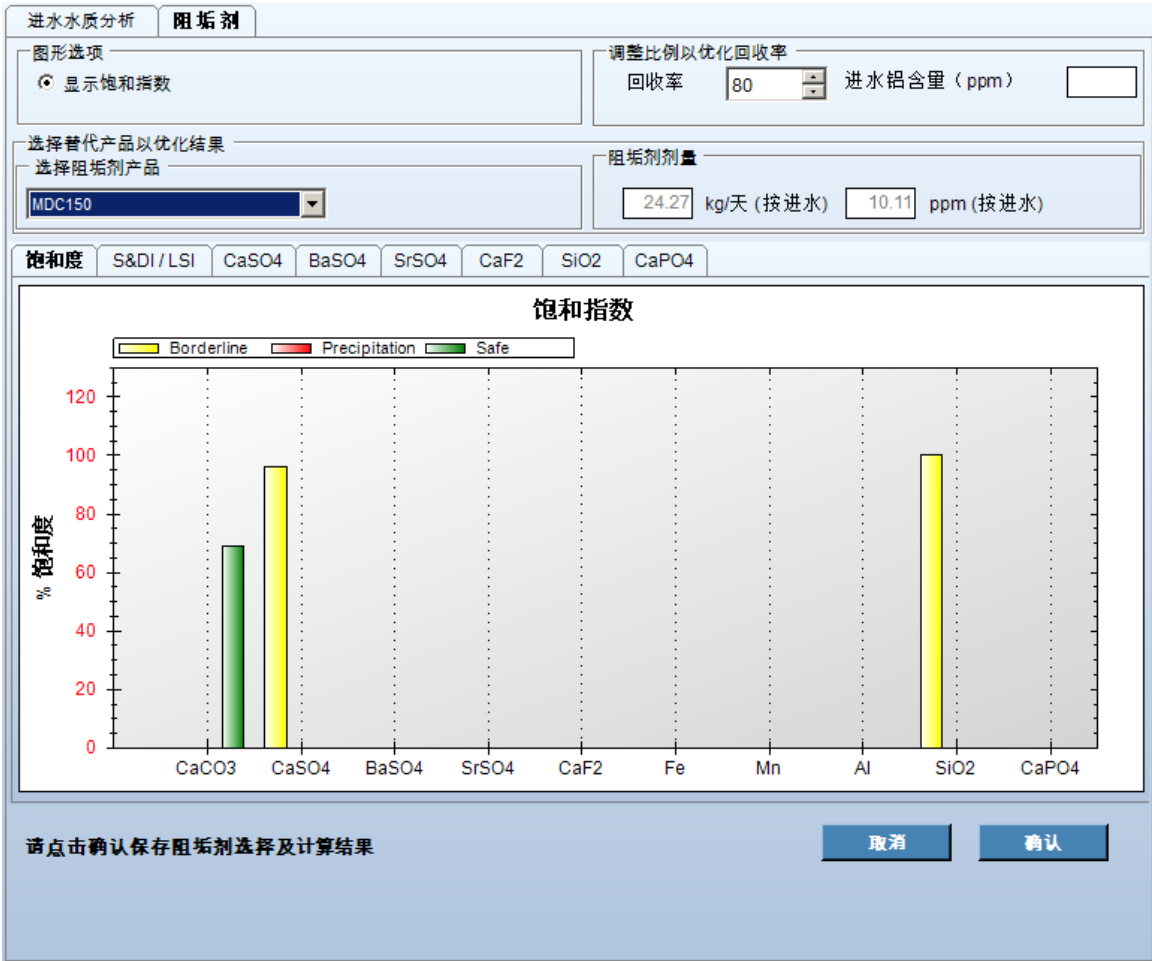 进水水质分析 阻垢剂
图形选项
显示饱和指数
调整比例以优化回收率
回收率 80 进水铝含量（ppm）
选择替代产品以优化结果
选择阻垢剂产品
MDC150
阻垢剂剂量
24.27 kg/天 (按进水) 10.11 ppm (按进水)
饱和度 S&DI / LSI CaSO4 BaSO4 SrSO4 CaF2 SiO2 CaPO4
饱和指数
Borderline Precipitation Safe
% 饱和度
120
100
80
60
40
20
0
CaCO3 CaSO4 BaSO4 SrSO4 CaF2 Fe Mn Al SiO2 CaPO4
请点击确认保存阻垢剂选择及计算结果
取消 确认